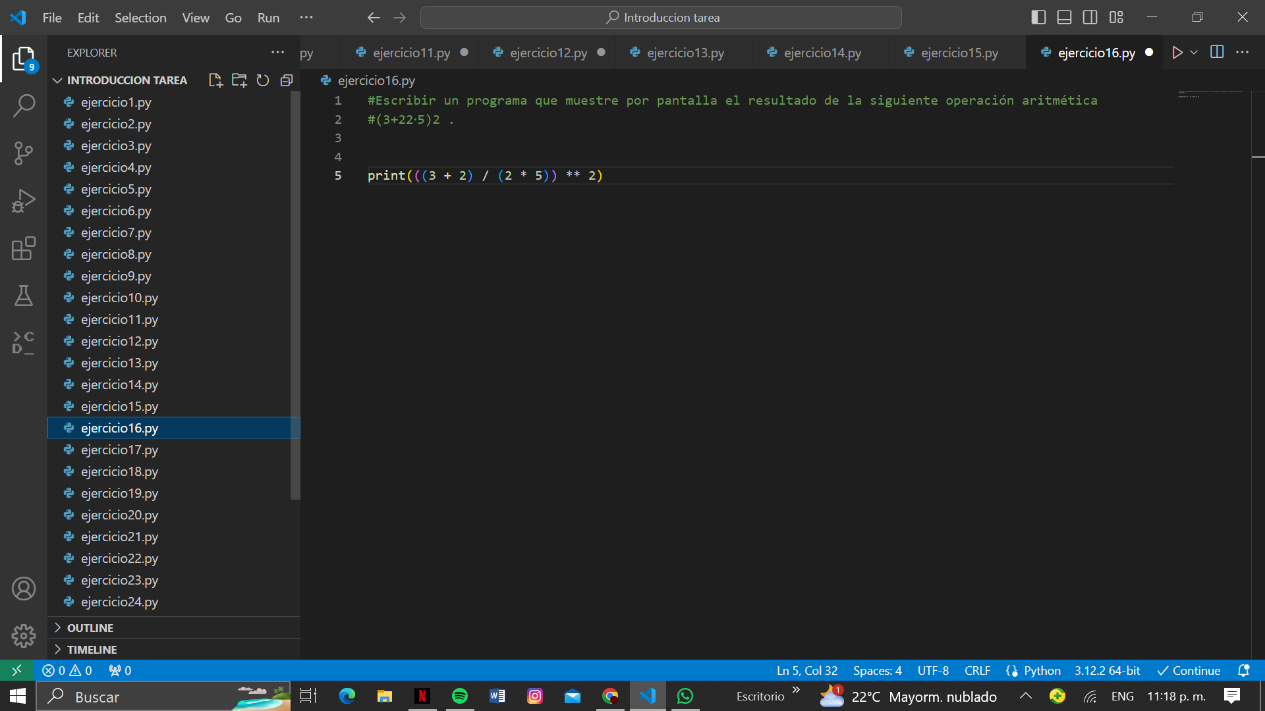 File Edit Selection View Go Run ···
Introduccion tarea
EXPLORER ···
INTRODUCCION TAREA
ejercicio1.py
ejercicio2.py
ejercicio3.py
ejercicio4.py
ejercicio5.py
ejercicio6.py
ejercicio7.py
ejercicio8.py
ejercicio9.py
ejercicio10.py
ejercicio11.py
ejercicio12.py
ejercicio13.py
ejercicio14.py
ejercicio15.py
ejercicio16.py
ejercicio17.py
ejercicio18.py
ejercicio19.py
ejercicio20.py
ejercicio21.py
ejercicio22.py
ejercicio23.py
ejercicio24.py
OUTLINE
TIMELINE
9
py ejercicio11.py ejercicio12.py ejercicio13.py ejercicio14.py ejercicio15.py ejercicio16.py ···
ejercicio16.py
1 #Escribir un programa que muestre por pantalla el resultado de la siguiente operación aritmética
2 #(3+22·5)2 .
3
4
5 print(((3 + 2) / (2 * 5)) ** 2)
0 0 0 Ln 5, Col 32 Spaces: 4 UTF-8 CRLF Python 3.12.2 64-bit Continue
Buscar Escritorio » 1 22°C Mayorm. nublado ENG 11:18 p. m.